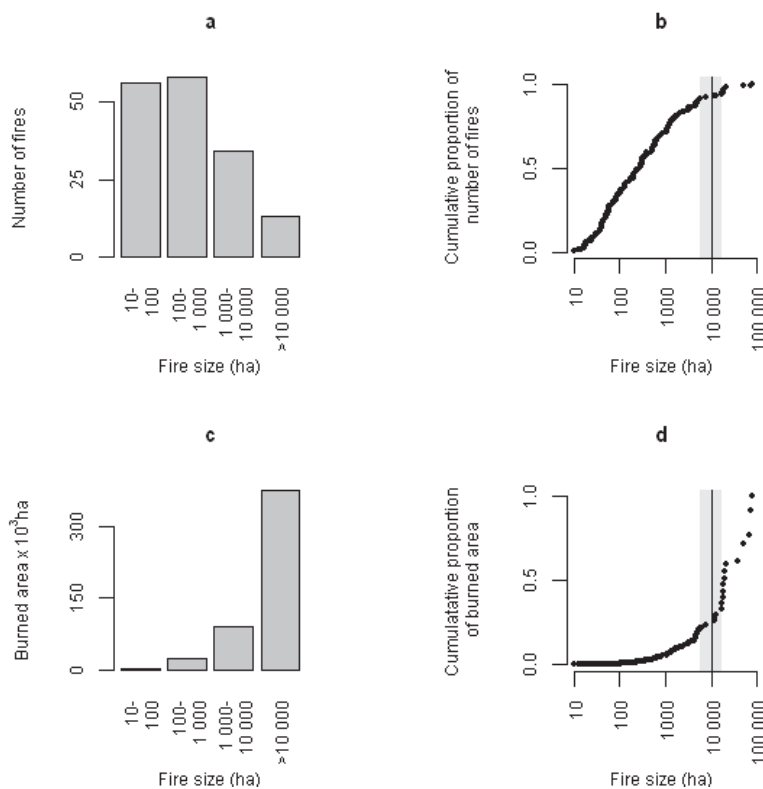 a
Number of fires
50
25
0
10-
100
100-
1 000
1 000-
10 000
>10 000
Fire size (ha)
b
Cumulative proportion of
number of fires
1.0
0.5
0.0
10
100
1000
10 000
100 000
Fire size (ha)
c
Burned area x 10³ha
300
150
0
10-
100
100-
1 000
1 000-
10 000
>10 000
Fire size (ha)
d
Cumulatative proportion
of burned area
1.0
0.5
0.0
10
100
1000
10 000
100 000
Fire size (ha)